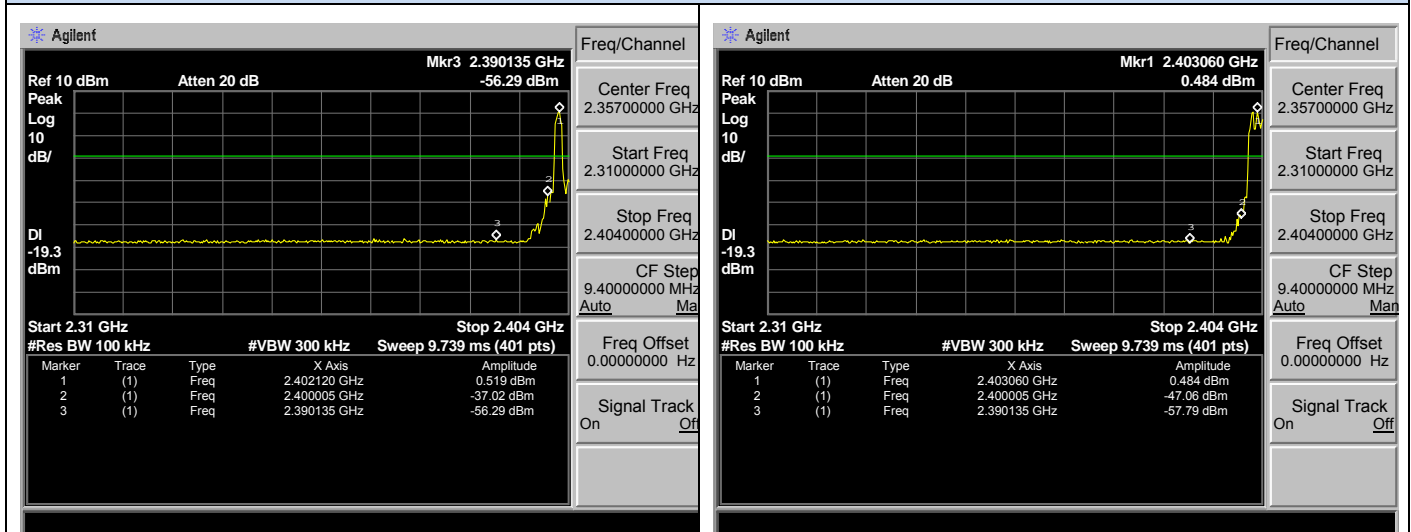 Agilent
Mkr3 2.390135 GHz
Ref 10 dBm Atten 20 dB -56.29 dBm
Peak
Log
10
dB/
1
2
3
DI
-19.3
dBm
Start 2.31 GHz Stop 2.404 GHz
#Res BW 100 kHz #VBW 300 kHz Sweep 9.739 ms (401 pts)
Marker Trace Type X Axis Amplitude
1 (1) Freq 2.402120 GHz 0.519 dBm
2 (1) Freq 2.400005 GHz -37.02 dBm
3 (1) Freq 2.390135 GHz -56.29 dBm
Freq/Channel
Center Freq
2.35700000 GHz
Start Freq
2.31000000 GHz
Stop Freq
2.40400000 GHz
CF Step
9.40000000 MHz
Auto Ma
Freq Offset
0.00000000 Hz
Signal Track
On Off
Agilent
Mkr1 2.403060 GHz
Ref 10 dBm Atten 20 dB 0.484 dBm
Peak
Log
10
dB/
1
2
3
DI
-19.3
dBm
Start 2.31 GHz Stop 2.404 GHz
#Res BW 100 kHz #VBW 300 kHz Sweep 9.739 ms (401 pts)
Marker Trace Type X Axis Amplitude
1 (1) Freq 2.403060 GHz 0.484 dBm
2 (1) Freq 2.400005 GHz -47.06 dBm
3 (1) Freq 2.390135 GHz -57.79 dBm
Freq/Channel
Center Freq
2.35700000 GHz
Start Freq
2.31000000 GHz
Stop Freq
2.40400000 GHz
CF Step
9.40000000 MHz
Auto Man
Freq Offset
0.00000000 Hz
Signal Track
On Off